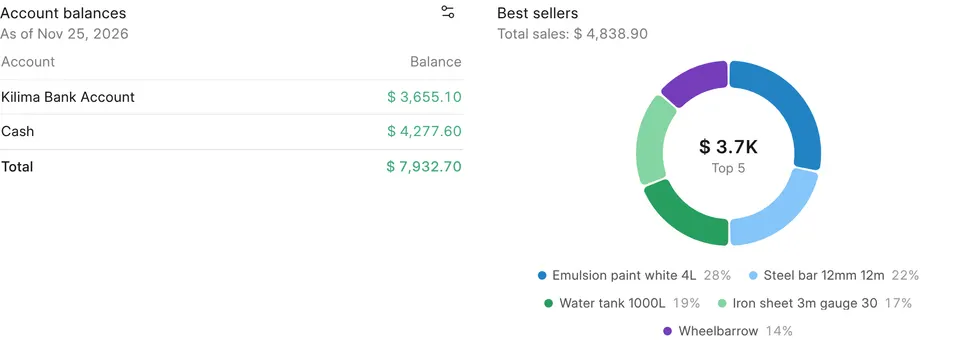 Account balances
As of Nov 25, 2026
Account Balance
Kilima Bank Account $ 3,655.10
Cash $ 4,277.60
Total $ 7,932.70
Best sellers
Total sales: $ 4,838.90
$ 3.7K
Top 5
Emulsion paint white 4L 28% Steel bar 12mm 12m 22%
Water tank 1000L 19% Iron sheet 3m gauge 30 17%
Wheelbarrow 14%